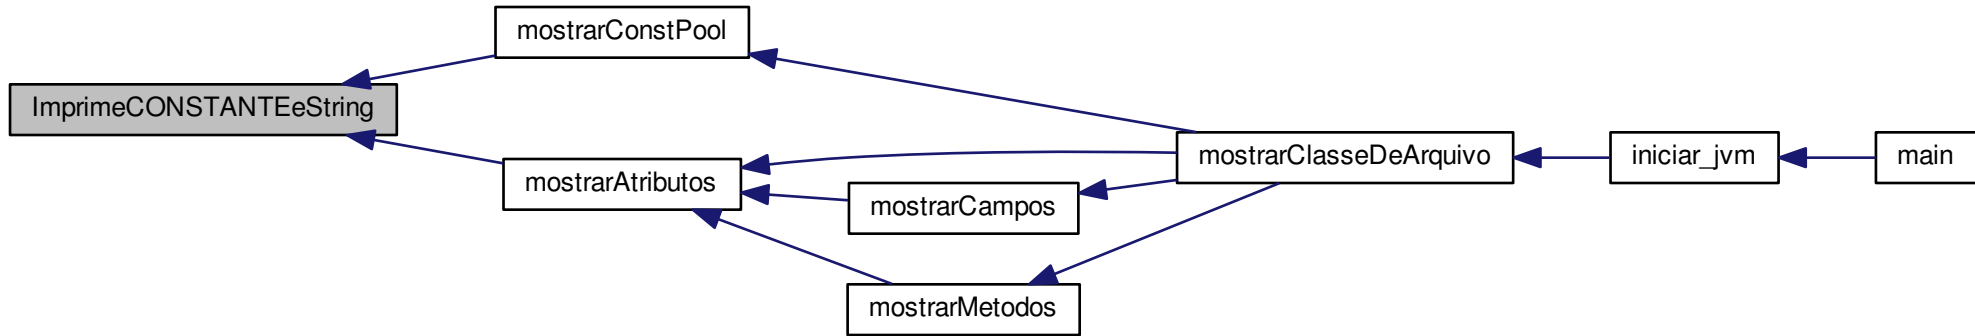 mostrarConstPool
ImprimeCONSTANTEeString
mostrarAtributos
mostrarClasseDeArquivo
iniciar_jvm
main
mostrarCampos
mostrarMetodos